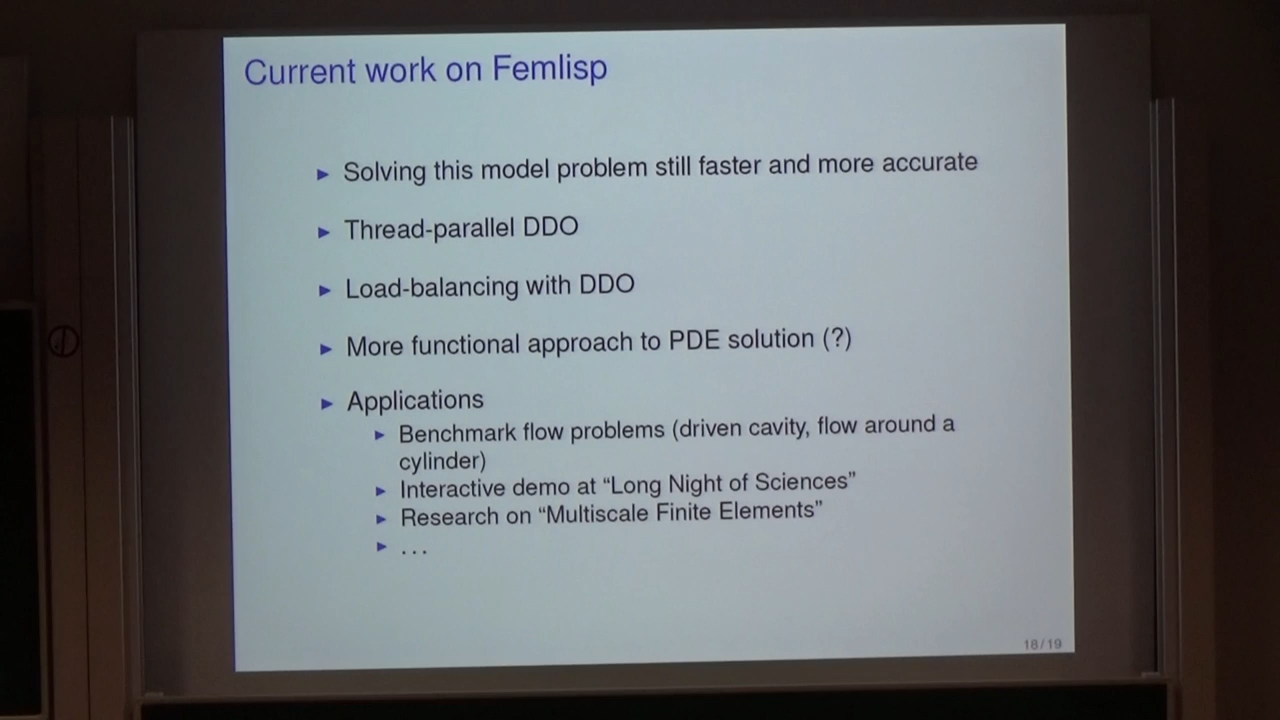 Current work on Femlisp
▶ Solving this model problem still faster and more accurate
▶ Thread-parallel DDO
▶ Load-balancing with DDO
▶ More functional approach to PDE solution (?)
▶ Applications
▶ Benchmark flow problems (driven cavity, flow around a
cylinder)
▶ Interactive demo at “Long Night of Sciences”
▶ Research on “Multiscale Finite Elements”
▶ ...
18/19